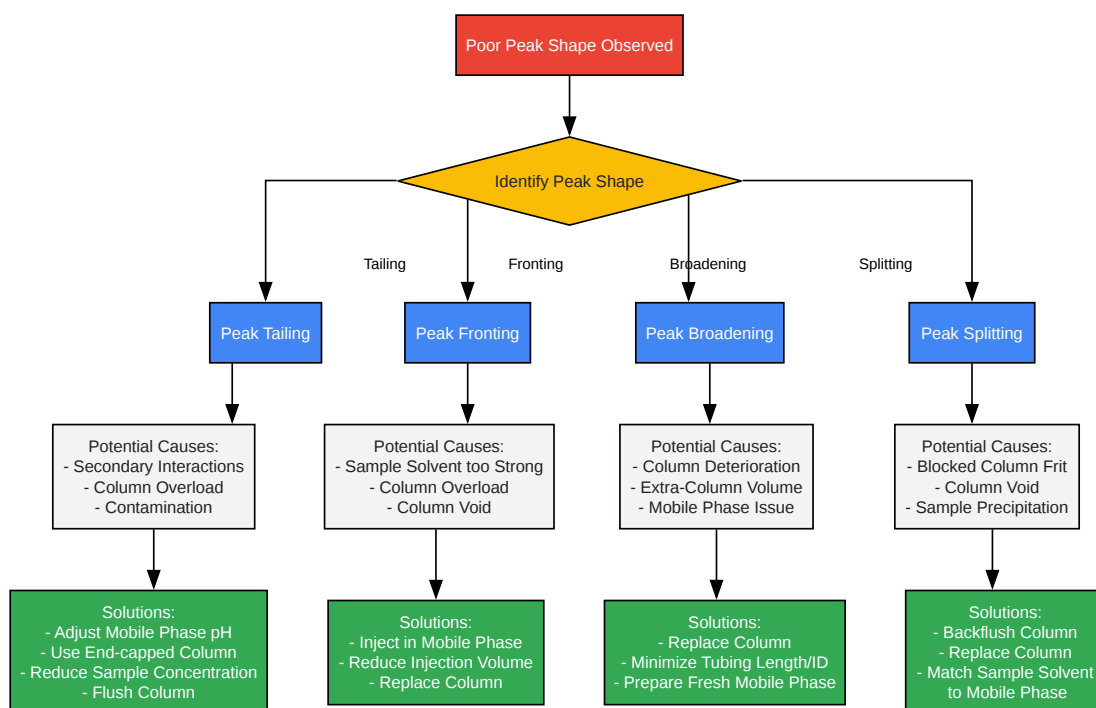 Poor Peak Shape Observed
Identify Peak Shape
Tailing
Fronting
Broadening
Splitting
Peak Tailing
Peak Fronting
Peak Broadening
Peak Splitting
Potential Causes:
- Secondary Interactions
- Column Overload
- Contamination
Potential Causes:
- Sample Solvent too Strong
- Column Overload
- Column Void
Potential Causes:
- Column Deterioration
- Extra-Column Volume
- Mobile Phase Issue
Potential Causes:
- Blocked Column Frit
- Column Void
- Sample Precipitation
Solutions:
- Adjust Mobile Phase pH
- Use End-capped Column
- Reduce Sample Concentration
- Flush Column
Solutions:
- Inject in Mobile Phase
- Reduce Injection Volume
- Replace Column
Solutions:
- Replace Column
- Minimize Tubing Length/ID
- Prepare Fresh Mobile Phase
Solutions:
- Backflush Column
- Replace Column
- Match Sample Solvent
to Mobile Phase